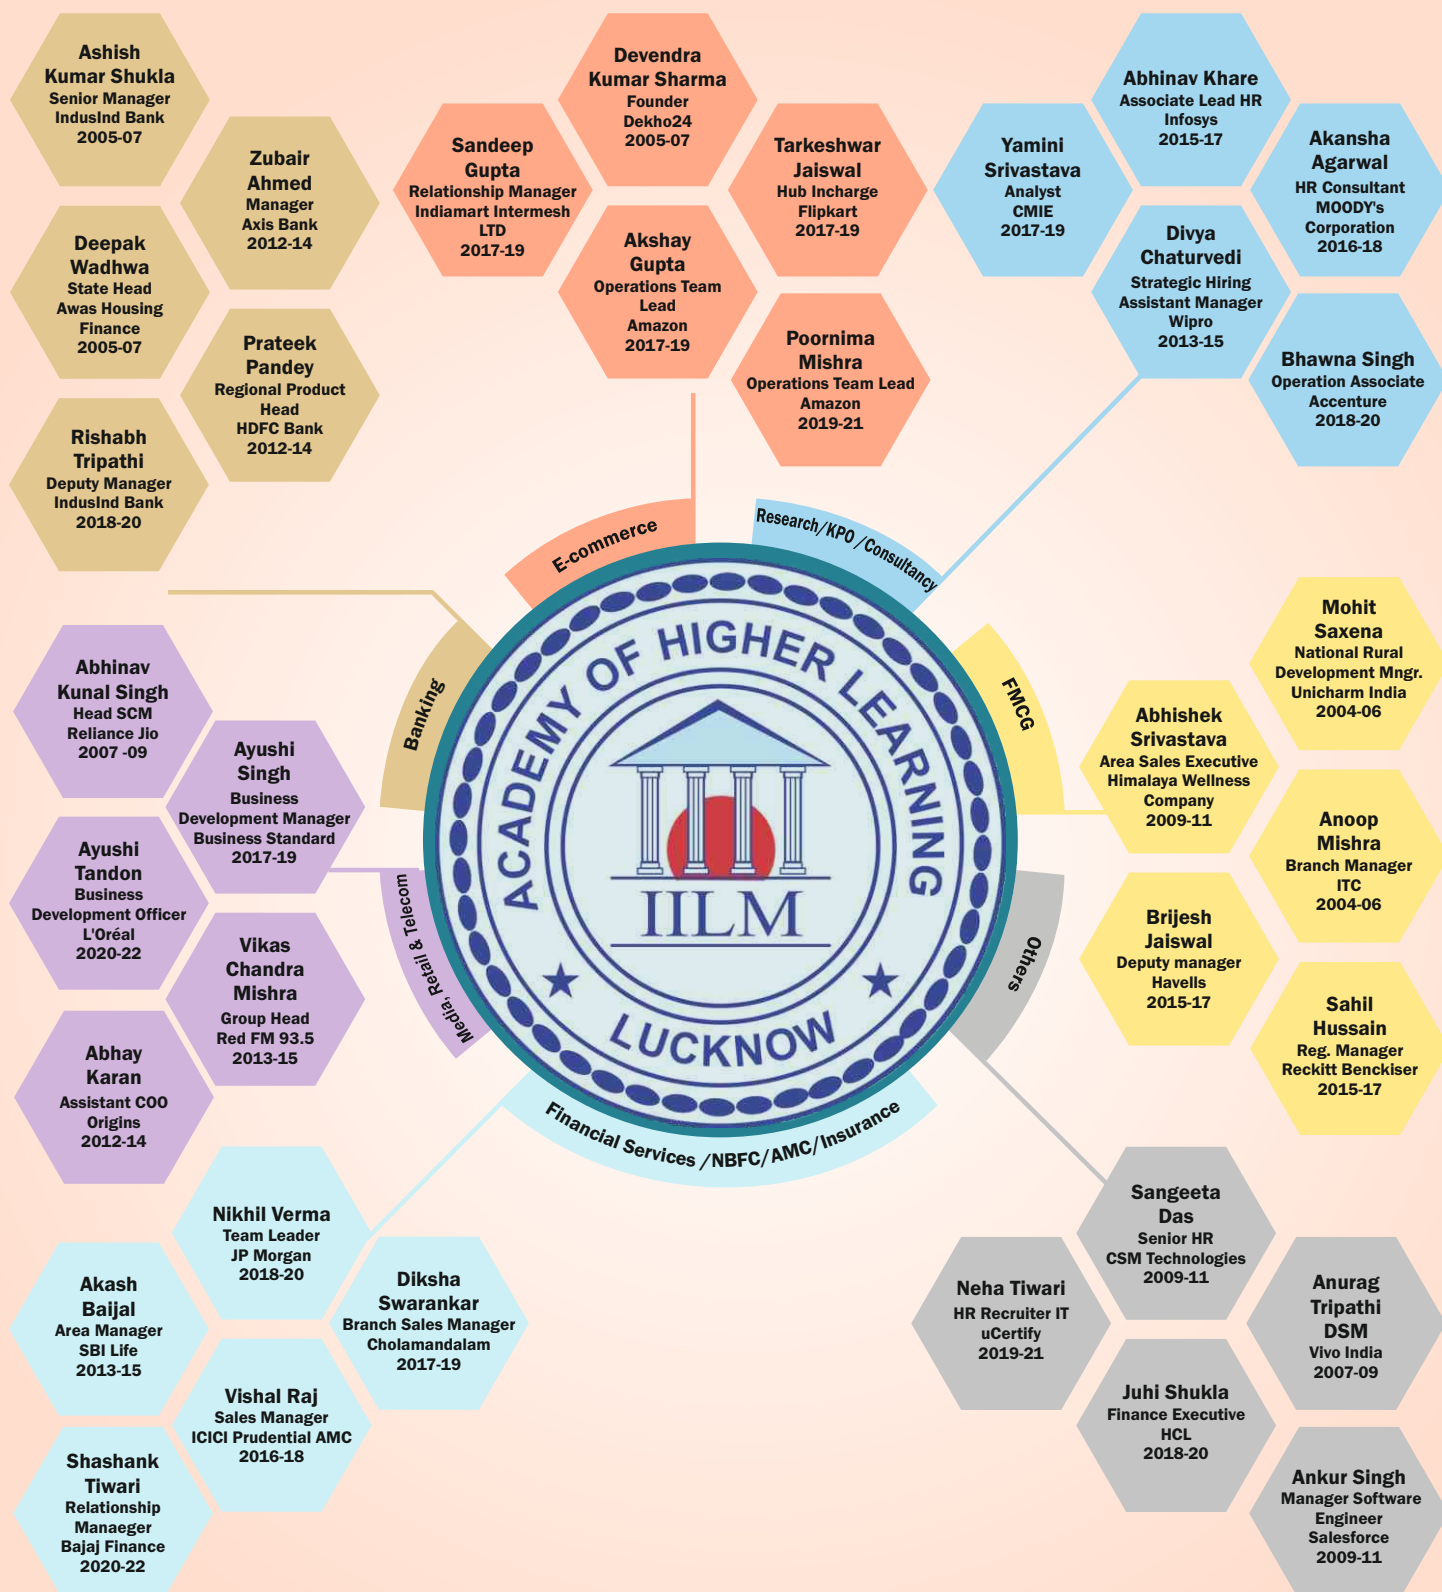 Ashish
Kumar Shukla
Senior Manager
IndusInd Bank
2005-07
Zubair
Ahmed
Manager
Axis Bank
2012-14
Deepak
Wadhwa
State Head
Awas Housing
Finance
2005-07
Prateek
Pandey
Regional Product
Head
HDFC Bank
2012-14
Rishabh
Tripathi
Deputy Manager
IndusInd Bank
2018-20
Devendra
Kumar Sharma
Founder
Dekho24
2005-07
Sandeep
Gupta
Relationship Manager
Indiamart Intermesh
LTD
2017-19
Tarkeshwar
Jaiswal
Hub Incharge
Flipkart
2017-19
Akshay
Gupta
Operations Team
Lead
Amazon
2017-19
Poornima
Mishra
Operations Team Lead
Amazon
2019-21
Abhinav Khare
Associate Lead HR
Infosys
2015-17
Yamini
Srivastava
Analyst
CMIE
2017-19
Akansha
Agarwal
HR Consultant
MOODY's
Corporation
2016-18
Divya
Chaturvedi
Strategic Hiring
Assistant Manager
Wipro
2013-15
Bhawna Singh
Operation Associate
Accenture
2018-20
E-commerce
Research/KPO /Consultancy
Banking
FMCG
Media, Retail & Telecom
Others
Financial Services /NBFC/AMC/Insurance
ACADEMY OF HIGHER LEARNING
IILM
LUCKNOW
Abhinav
Kunal Singh
Head SCM
Reliance Jio
2007 -09
Ayushi
Singh
Business
Development Manager
Business Standard
2017-19
Ayushi
Tandon
Business
Development Officer
L'Oréal
2020-22
Vikas
Chandra
Mishra
Group Head
Red FM 93.5
2013-15
Abhay
Karan
Assistant COO
Origins
2012-14
Mohit
Saxena
National Rural
Development Mngr.
Unicharm India
2004-06
Abhishek
Srivastava
Area Sales Executive
Himalaya Wellness
Company
2009-11
Anoop
Mishra
Branch Manager
ITC
2004-06
Brijesh
Jaiswal
Deputy manager
Havells
2015-17
Sahil
Hussain
Reg. Manager
Reckitt Benckiser
2015-17
Nikhil Verma
Team Leader
JP Morgan
2018-20
Akash
Baijal
Area Manager
SBI Life
2013-15
Diksha
Swarankar
Branch Sales Manager
Cholamandalam
2017-19
Vishal Raj
Sales Manager
ICICI Prudential AMC
2016-18
Shashank
Tiwari
Relationship
Manaeger
Bajaj Finance
2020-22
Sangeeta
Das
Senior HR
CSM Technologies
2009-11
Neha Tiwari
HR Recruiter IT
uCertify
2019-21
Anurag
Tripathi
DSM
Vivo India
2007-09
Juhi Shukla
Finance Executive
HCL
2018-20
Ankur Singh
Manager Software
Engineer
Salesforce
2009-11